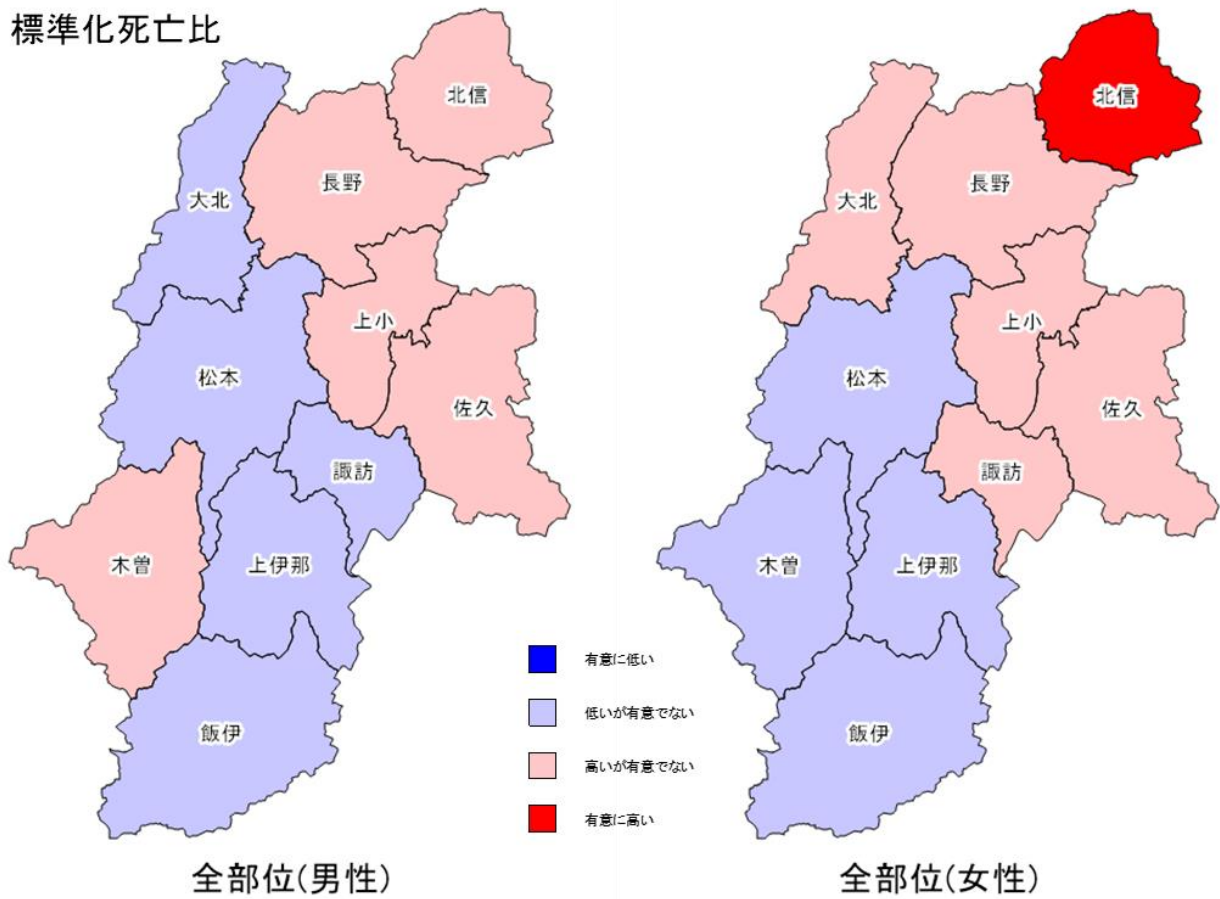 標準化死亡比
北信
長野
大北
上小
松本
佐久
諏訪
木曽
上伊那
飯伊
全部位(男性)
北信
長野
大北
上小
松本
佐久
諏訪
木曽
上伊那
飯伊
全部位(女性)
有意に低い
低いが有意でない
高いが有意でない
有意に高い